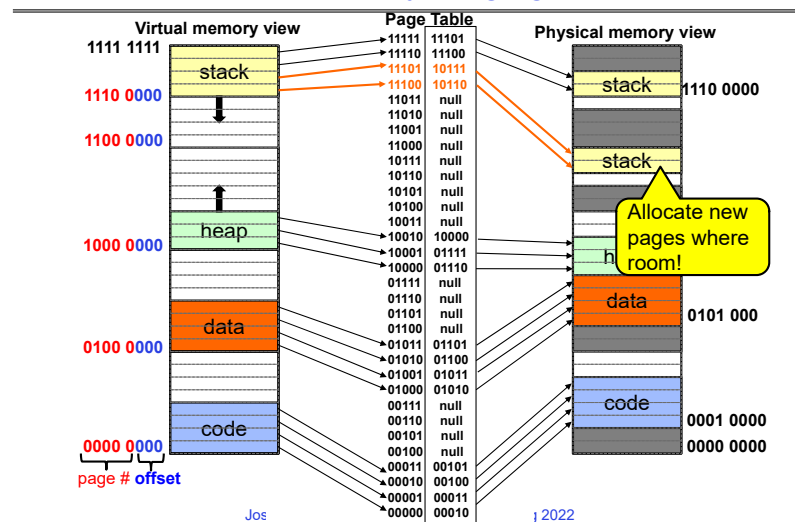 Virtual memory view
Page Table
Physical memory view
1111 1111
stack
1110 0000
1100 0000
heap
1000 0000
data
0100 0000
code
0000 0000
page # offset
11111 11101
11110 11100
11101 10111
11100 10110
11011 null
11010 null
11001 null
11000 null
10111 null
10110 null
10101 null
10100 null
10011 null
10010 10000
10001 01111
10000 01110
01111 null
01110 null
01101 null
01100 null
01011 01101
01010 01100
01001 01011
01000 01010
00111 null
00110 null
00101 null
00100 null
00011 00101
00010 00100
00001 00011
00000 00010
stack
1110 0000
stack
Allocate new
pages where
room!
data
0101 000
code
0001 0000
0000 0000
2022